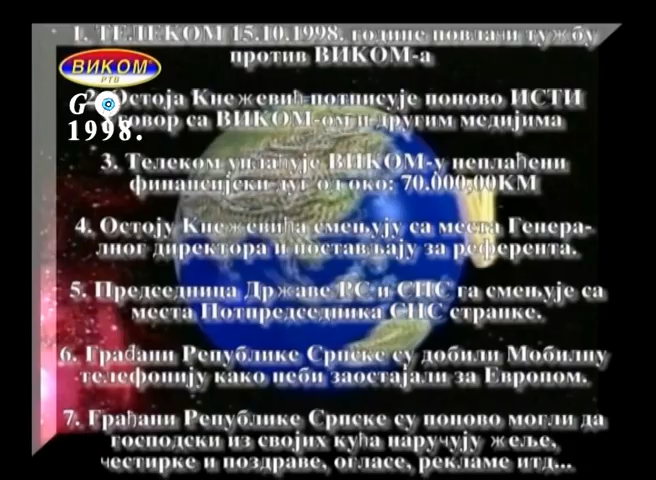 1. ТЕЛЕКОМ 15.10.1998. године повлачи тужбу
против ВИКОМ-а
ВИКОМ
РТВ
2. Остоја Кнежевић потписује поново ИСТИ
говор са ВИКОМ-ом и другим медијима
G
1998.
3. Телеком уплаћује ВИКОМ-у неплаћени
финансијски дуг од око: 70.000,00КМ
4. Остоју Кнежевића смењују са места Генера-
лног директора и постављају за референта.
5. Председница Државе РС и СНС га смењује са
места Потпредседника СНС странке.
6. Грађани Републике Српске су добили Мобилну
телефонију како неби заостајали за Европом.
7. Грађани Републике Српске су поново могли да
господски из својих кућа наручују жеље,
честирке и поздраве, огласе, рекламе итд...